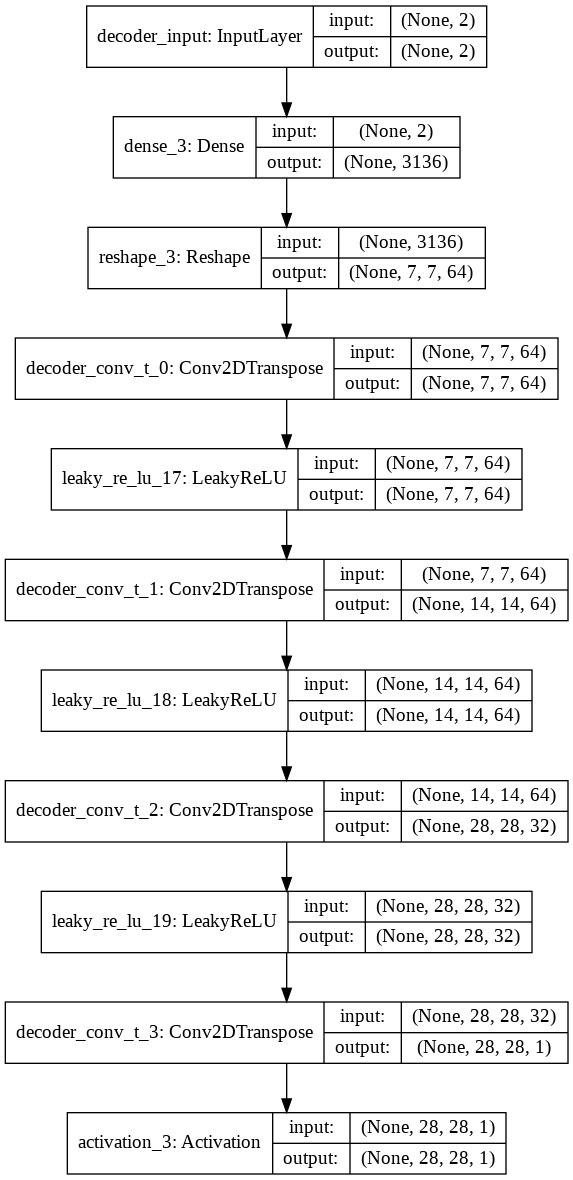 decoder_input: InputLayer
input: (None, 2)
output: (None, 2)
dense_3: Dense
input: (None, 2)
output: (None, 3136)
reshape_3: Reshape
input: (None, 3136)
output: (None, 7, 7, 64)
decoder_conv_t_0: Conv2DTranspose
input: (None, 7, 7, 64)
output: (None, 7, 7, 64)
leaky_re_lu_17: LeakyReLU
input: (None, 7, 7, 64)
output: (None, 7, 7, 64)
decoder_conv_t_1: Conv2DTranspose
input: (None, 7, 7, 64)
output: (None, 14, 14, 64)
leaky_re_lu_18: LeakyReLU
input: (None, 14, 14, 64)
output: (None, 14, 14, 64)
decoder_conv_t_2: Conv2DTranspose
input: (None, 14, 14, 64)
output: (None, 28, 28, 32)
leaky_re_lu_19: LeakyReLU
input: (None, 28, 28, 32)
output: (None, 28, 28, 32)
decoder_conv_t_3: Conv2DTranspose
input: (None, 28, 28, 32)
output: (None, 28, 28, 1)
activation_3: Activation
input: (None, 28, 28, 1)
output: (None, 28, 28, 1)